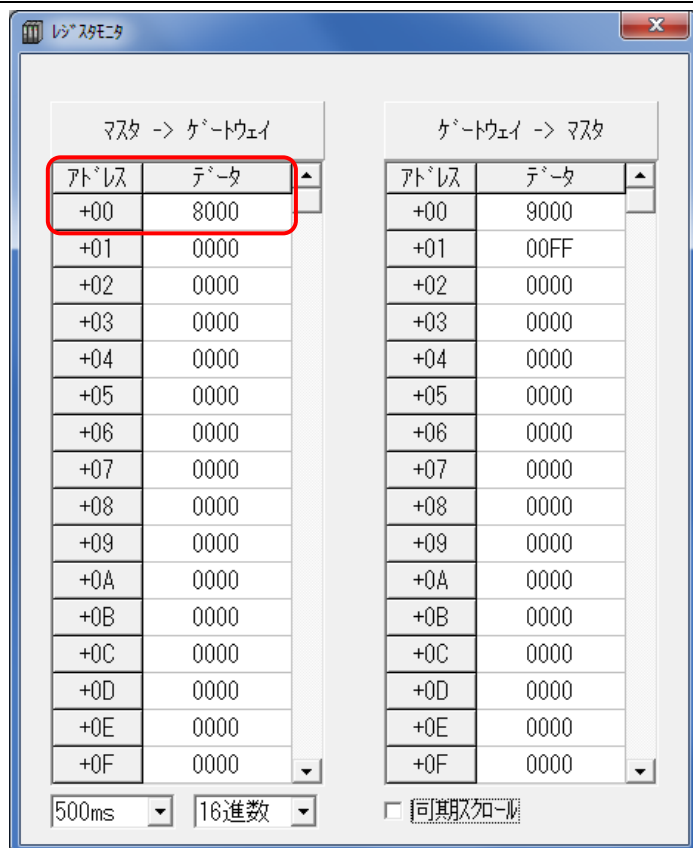 ﾚｼﾞｽﾀﾓﾆﾀ
ﾏｽﾀ -> ｹﾞｰﾄｳｪｲ ｹﾞｰﾄｳｪｲ -> ﾏｽﾀ
ｱﾄﾞﾚｽ ﾃﾞｰﾀ ｱﾄﾞﾚｽ ﾃﾞｰﾀ
+00 8000 +00 9000
+01 0000 +01 00FF
+02 0000 +02 0000
+03 0000 +03 0000
+04 0000 +04 0000
+05 0000 +05 0000
+06 0000 +06 0000
+07 0000 +07 0000
+08 0000 +08 0000
+09 0000 +09 0000
+0A 0000 +0A 0000
+0B 0000 +0B 0000
+0C 0000 +0C 0000
+0D 0000 +0D 0000
+0E 0000 +0E 0000
+0F 0000 +0F 0000
500ms 16進数 同期ｽｸﾛｰﾙ